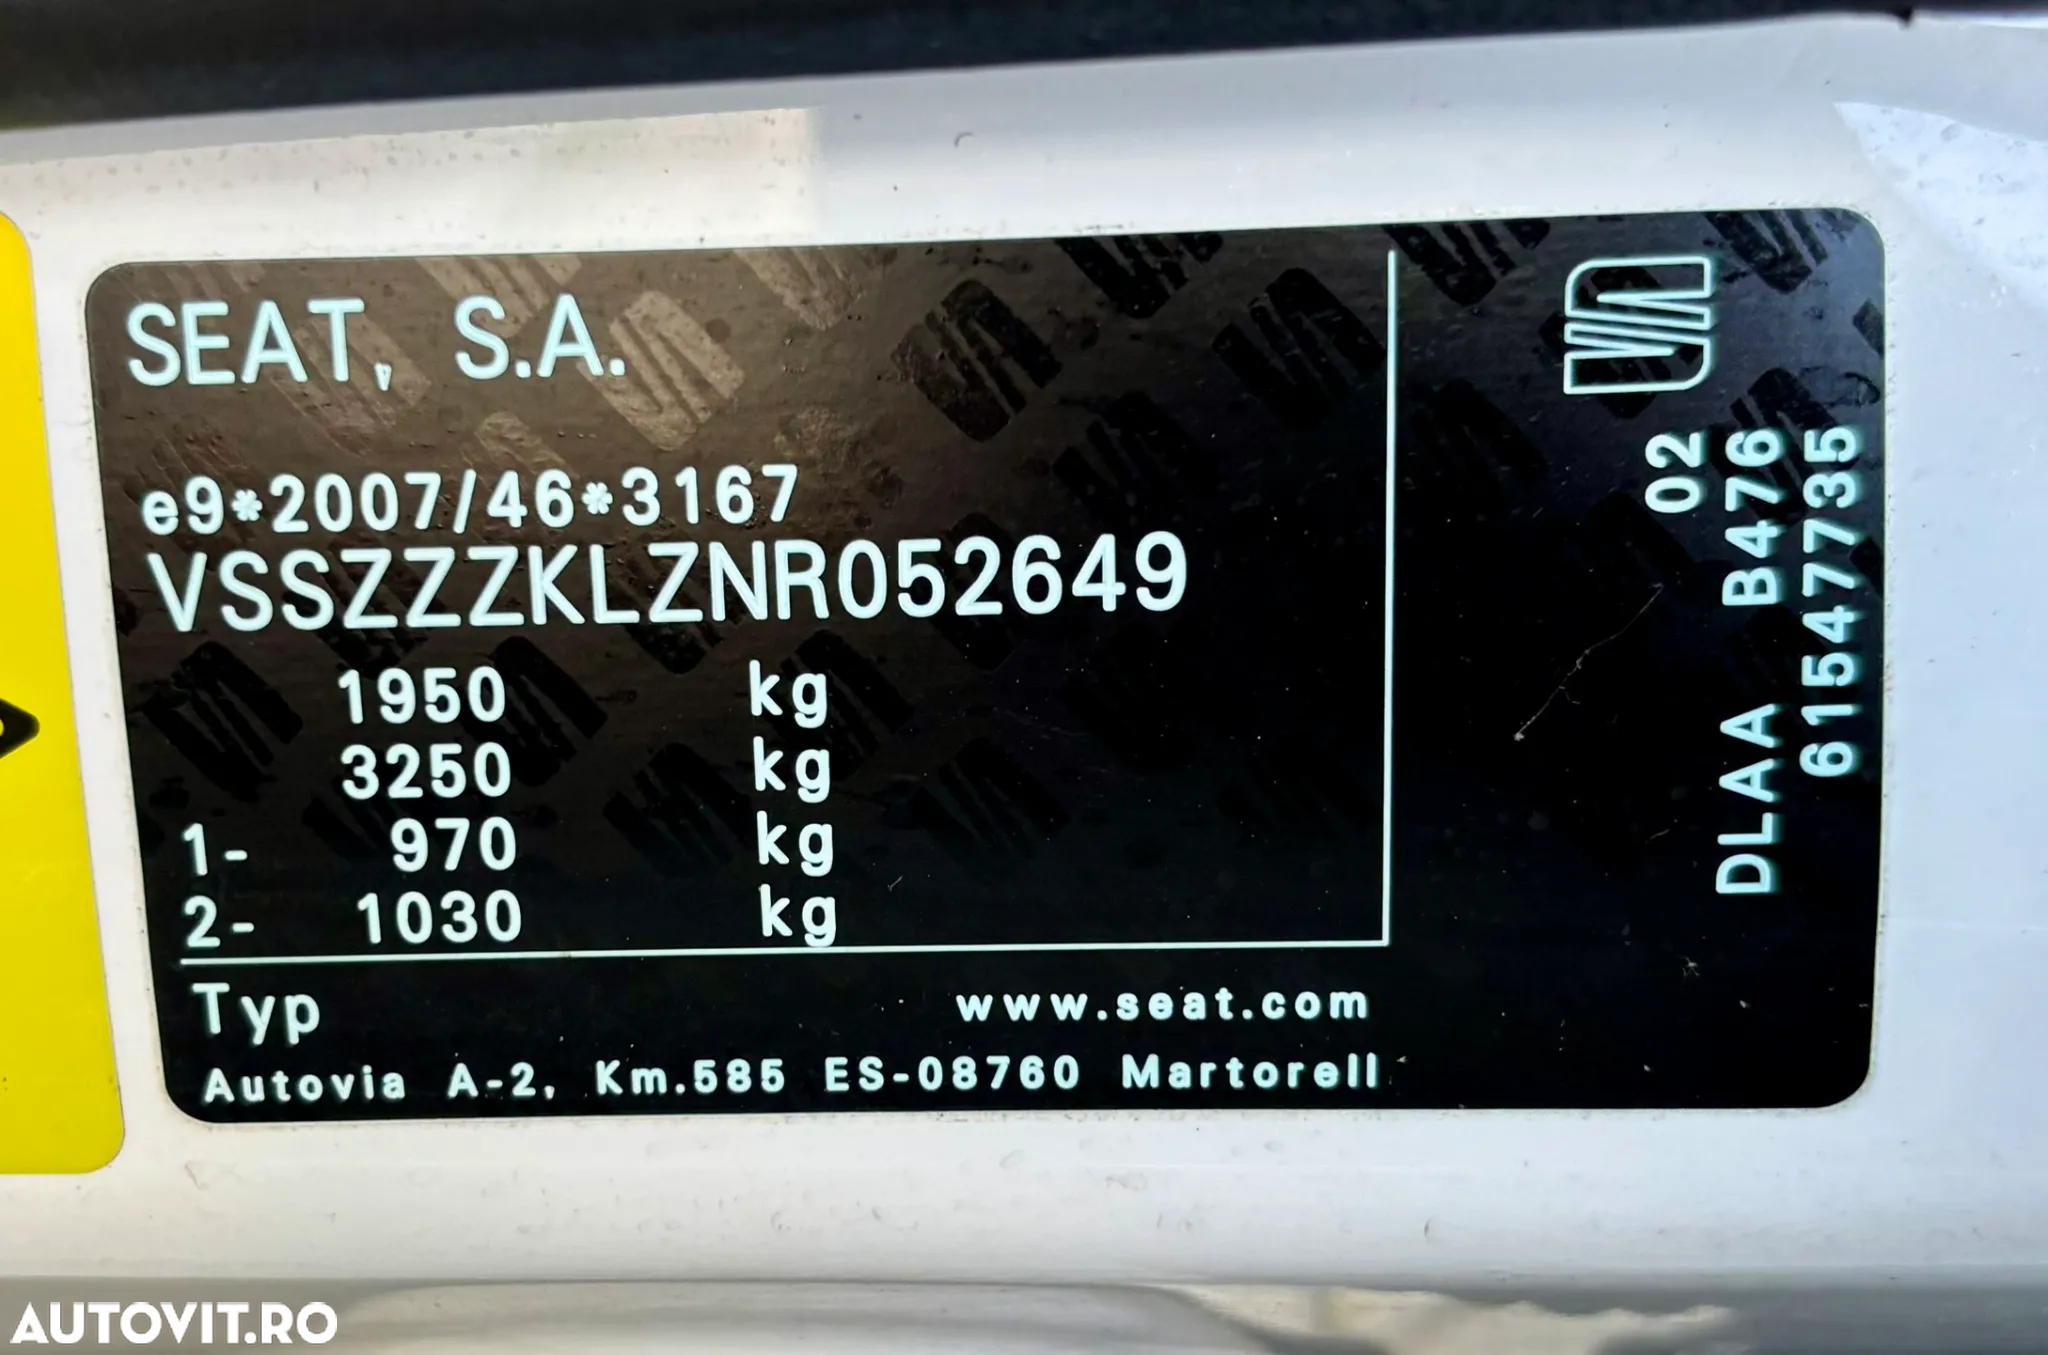 SEAT, S.A.
e9*2007/46*3167
VSSZZZKLZNR052649
1950 kg
3250 kg
1- 970 kg
2- 1030 kg
Typ www.seat.com
Autovia A-2, Km.585 ES-08760 Martorell
02
DLAA B476
61547735
AUTOVIT.RO